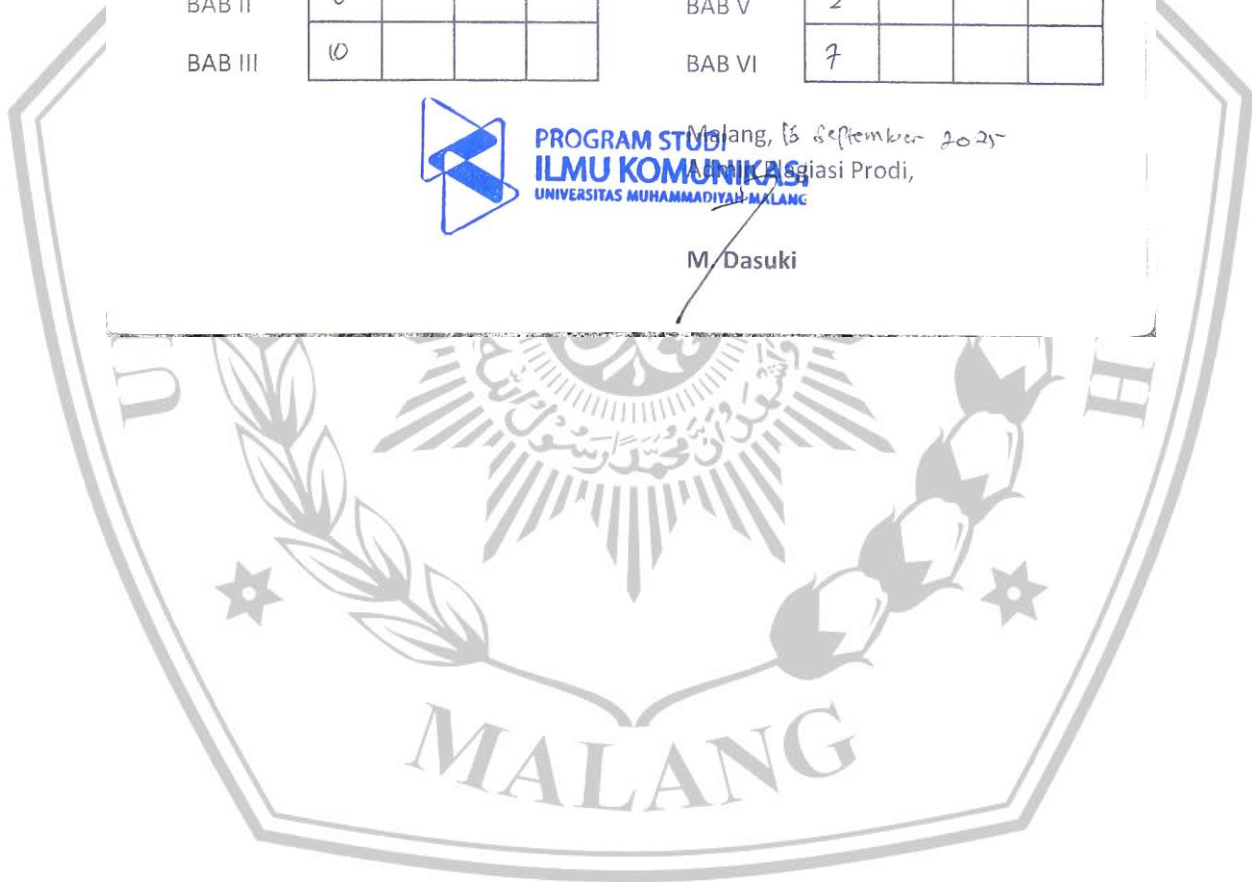 BAB II
BAB V 2
BAB III 10
BAB VI 7
PROGRAM STUDI
ILMU KOMUNIKASI
UNIVERSITAS MUHAMMADIYAH MALANG
Malang, 15 September 2025
Admin Plagiasi Prodi,
M. Dasuki
U H
MALANG